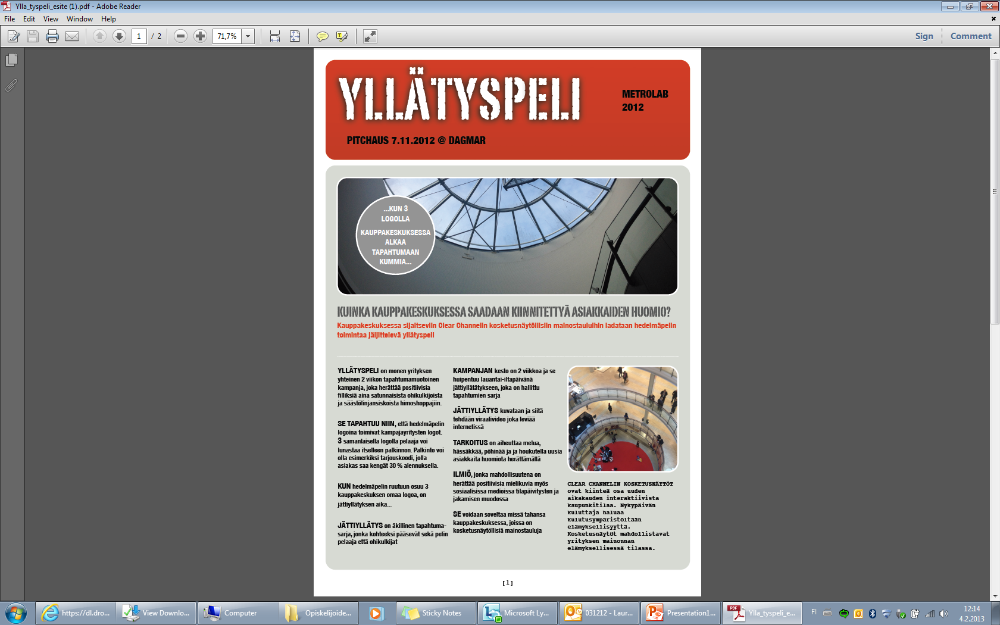 Ylla_tyspeli_esite (1).pdf - Adobe Reader
File Edit View Window Help
1 / 2 71,7% Sign Comment
YLLÄTYSPELI
METROLAB
2012
PITCHAUS 7.11.2012 @ DAGMAR
...KUN 3
LOGOLLA
KAUPPAKESKUKSESSA
ALKAA
TAPAHTUMAAN
KUMMIA...
KUINKA KAUPPAKESKUKSESSA SAADAAN KIINNITETTYÄ ASIAKKAIDEN HUOMIO?
Kauppakeskuksessa sijaitseviin Clear Channelin kosketusnäytöllisiin mainostauluihin ladataan hedelmäpelin
toimintaa jäljittelevä yllätyspeli
YLLÄTYSPELI on monen yrityksen
yhteinen 2 viikon tapahtumamuotoinen
kampanja, joka herättää positiivisia
fiilliksiä aina satunnaisista ohikulkijoista
ja säästölinjansiskoista himoshoppajiin.
SE TAPAHTUU NIIN, että hedelmäpelin
logoina toimivat kampajayritysten logot.
3 samanlaisella logolla pelaaja voi
lunastaa itselleen palkinnon. Palkinto voi
olla esimerkiksi tarjouskoodi, jolla
asiakas saa kengät 30 % alennuksella.
KUN hedelmäpelin ruutuun osuu 3
kauppakeskuksen omaa logoa, on
jättiyllätyksen aika...
JÄTTIYLLÄTYS on äkillinen tapahtuma-
sarja, jonka kohteeksi pääsevät sekä pelin
pelaaja että ohikulkijat
KAMPANJAN kesto on 2 viikkoa ja se
huipentuu lauantai-iltapäivänä
jättiyllätätykseen, joka on hallittu
tapahtumien sarja
JÄTTIYLLÄTYS kuvataan ja siitä
tehdään viraalivideo joka leviää
internetissä
TARKOITUS on aiheuttaa melua,
hässäkkää, pöhinää ja ja houkutella uusia
asiakkaita huomiota herättämällä
ILMIÖ, jonka mahdollisuutena on
herättää positiivisia mielikuvia myös
sosiaalisissa medioissa tilapäivitysten ja
jakamisen muodossa
SE voidaan soveltaa missä tahansa
kauppakeskuksessa, joissa on
kosketusnäytöllisiä mainostauluja
CLEAR CHANNELIN KOSKETUSNÄYTÖT
ovat kiinteä osa uuden
aikakauden interaktiivista
kaupunkitilaa. Nykypäivän
kuluttaja haluaa
kulutusympäristöltään
elämyksellisyyttä.
Kosketusnäytöt mahdollistavat
yrityksen mainonnan
elämyksellisessä tilassa.
[1]
https://dl.dro... View Downlo... Computer Opiskelijoide... Sticky Notes Microsoft Ly... 031212 - Laur... Presentation1... Ylla_tyspeli_e... FI 12:14
4.2.2013